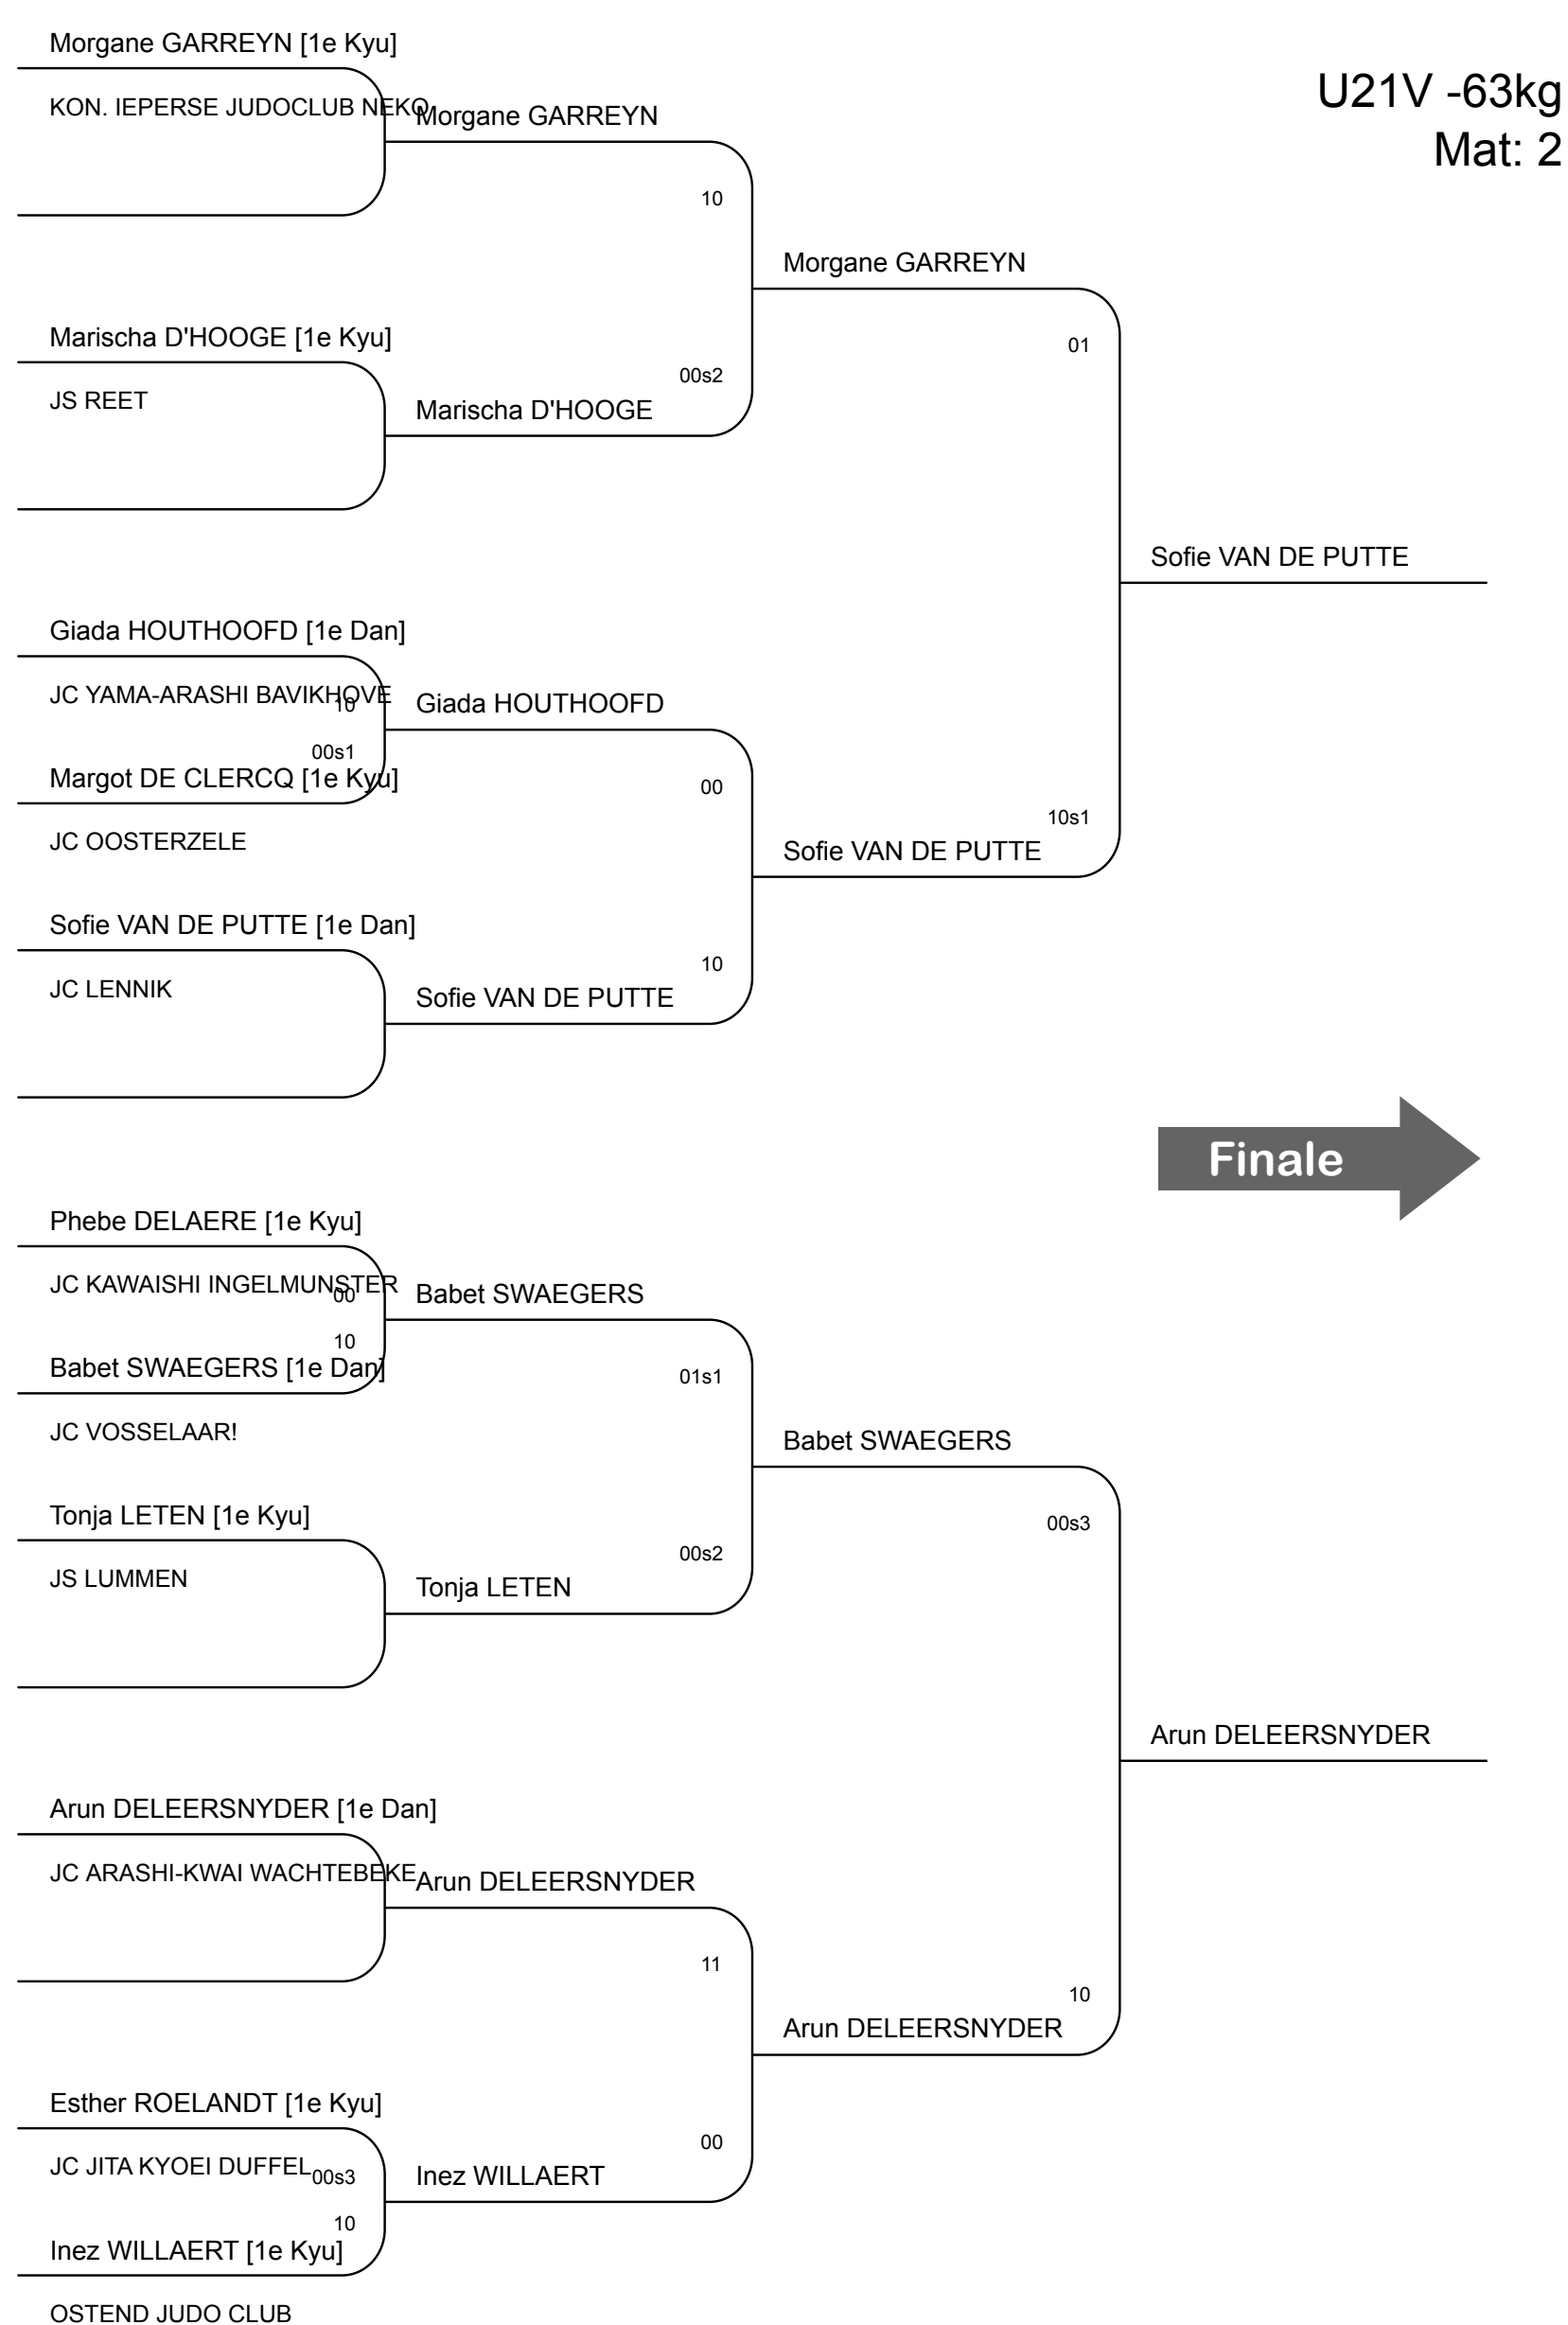 Morgane GARREYN [1e Kyu]
U21V -63kg
KON. IEPERSE JUDOCLUB NEKO
Morgane GARREYN
Mat: 2
10
Morgane GARREYN
Marischa D'HOOGE [1e Kyu]
01
00s2
JS REET
Marischa D'HOOGE
Sofie VAN DE PUTTE
Giada HOUTHOOFD [1e Dan]
JC YAMA-ARASHI BAVIKHOVE
10
Giada HOUTHOOFD
00s1
Margot DE CLERCQ [1e Kyu]
00
10s1
JC OOSTERZELE
Sofie VAN DE PUTTE
Sofie VAN DE PUTTE [1e Dan]
10
JC LENNIK
Sofie VAN DE PUTTE
Finale
Phebe DELAERE [1e Kyu]
JC KAWAISHI INGELMUNSTER
00
Babet SWAEGERS
10
Babet SWAEGERS [1e Dan]
01s1
JC VOSSELAAR!
Babet SWAEGERS
Tonja LETEN [1e Kyu]
00s3
00s2
JS LUMMEN
Tonja LETEN
Arun DELEERSNYDER
Arun DELEERSNYDER [1e Dan]
JC ARASHI-KWAI WACHTEBEKE
Arun DELEERSNYDER
11
10
Arun DELEERSNYDER
Esther ROELANDT [1e Kyu]
00
JC JITA KYOEI DUFFEL
00s3
Inez WILLAERT
10
Inez WILLAERT [1e Kyu]
OSTEND JUDO CLUB